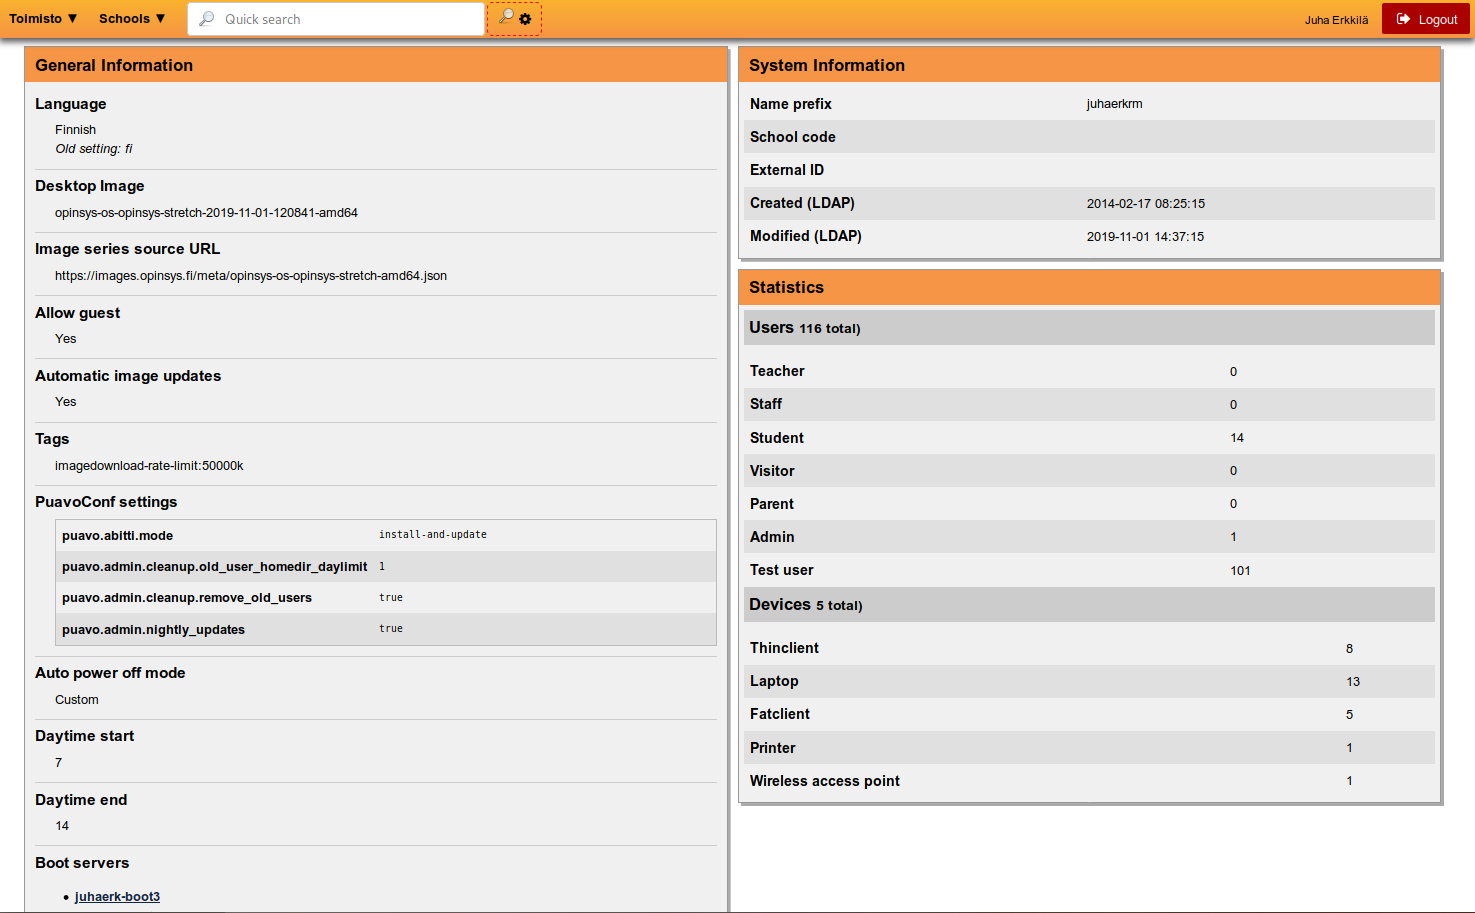 Toimisto ▼ Schools ▼ Quick search Juha Erkkilä Logout
General Information
Language
Finnish
Old setting: fi
Desktop Image
opinsys-os-opinsys-stretch-2019-11-01-120841-amd64
Image series source URL
https://images.opinsys.fi/meta/opinsys-os-opinsys-stretch-amd64.json
Allow guest
Yes
Automatic image updates
Yes
Tags
imagedownload-rate-limit:50000k
PuavoConf settings
puavo.abitti.mode install-and-update
puavo.admin.cleanup.old_user_homedir_daylimit 1
puavo.admin.cleanup.remove_old_users true
puavo.admin.nightly_updates true
Auto power off mode
Custom
Daytime start
7
Daytime end
14
Boot servers
• juhaerk-boot3
System Information
Name prefix juhaerkrm
School code
External ID
Created (LDAP) 2014-02-17 08:25:15
Modified (LDAP) 2019-11-01 14:37:15
Statistics
Users 116 total)
Teacher 0
Staff 0
Student 14
Visitor 0
Parent 0
Admin 1
Test user 101
Devices 5 total)
Thinclient 8
Laptop 13
Fatclient 5
Printer 1
Wireless access point 1